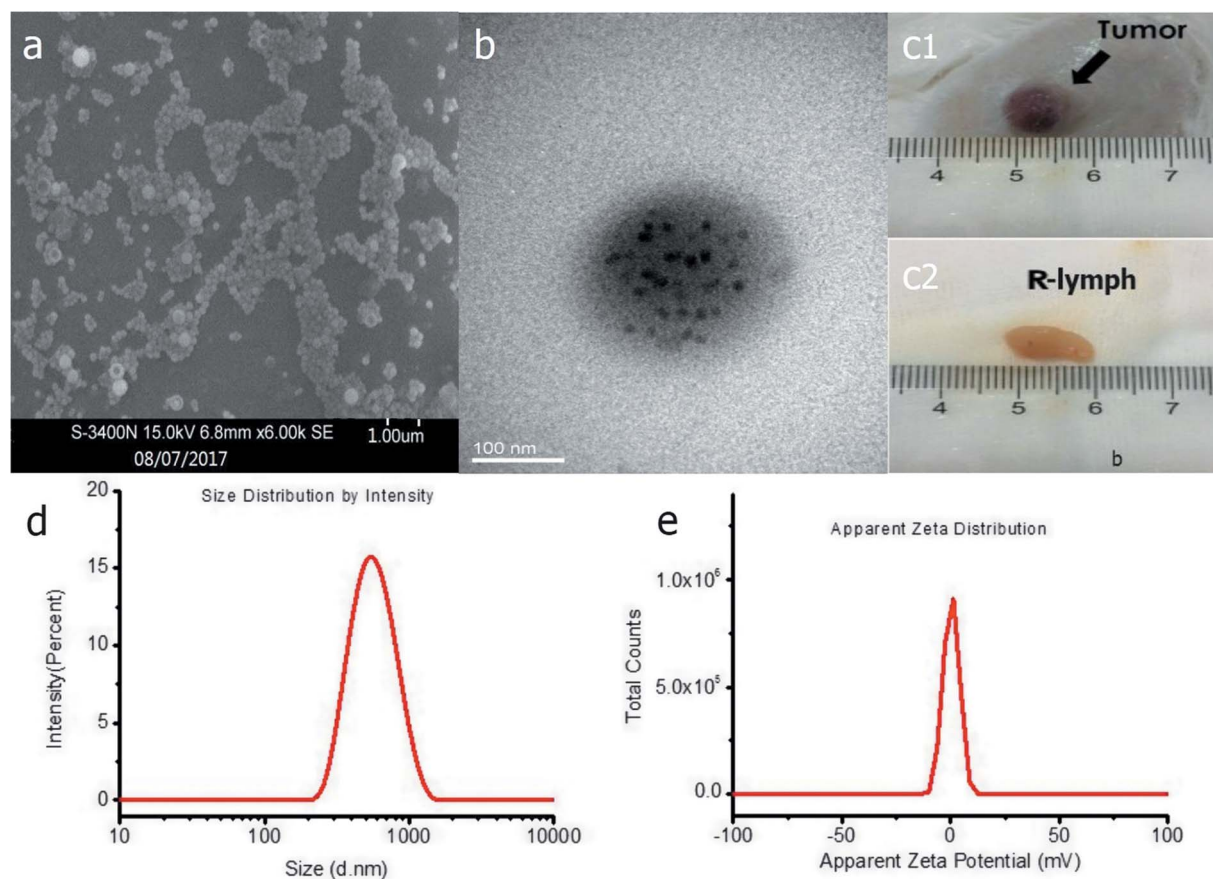 a
S-3400N 15.0kV 6.8mm x6.00k SE
1.00um
08/07/2017
b
100 nm
c1
Tumor
4 5 6 7
c2
R-lymph
4 5 6 7
b
d
Size Distribution by Intensity
Intensity(Percent)
20
15
10
5
0
10 100 1000 10000
Size (d.nm)
e
Apparent Zeta Distribution
Total Counts
1.0x10⁶
5.0x10⁵
0.0
-100 -50 0 50 100
Apparent Zeta Potential (mV)